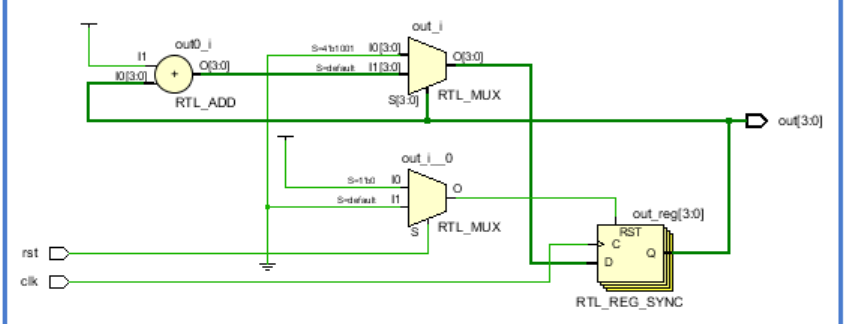 out_i
out0_i
S=4'b1001 I0[3:0]
I1
O[3:0]
O[3:0]
I0[3:0]
+
S=default I1[3:0]
S[3:0]
RTL_MUX
RTL_ADD
out[3:0]
out_i__0
S=1'b0 I0
O
S=default I1
S
RTL_MUX
out_reg[3:0]
RST
rst
C
Q
D
clk
RTL_REG_SYNC